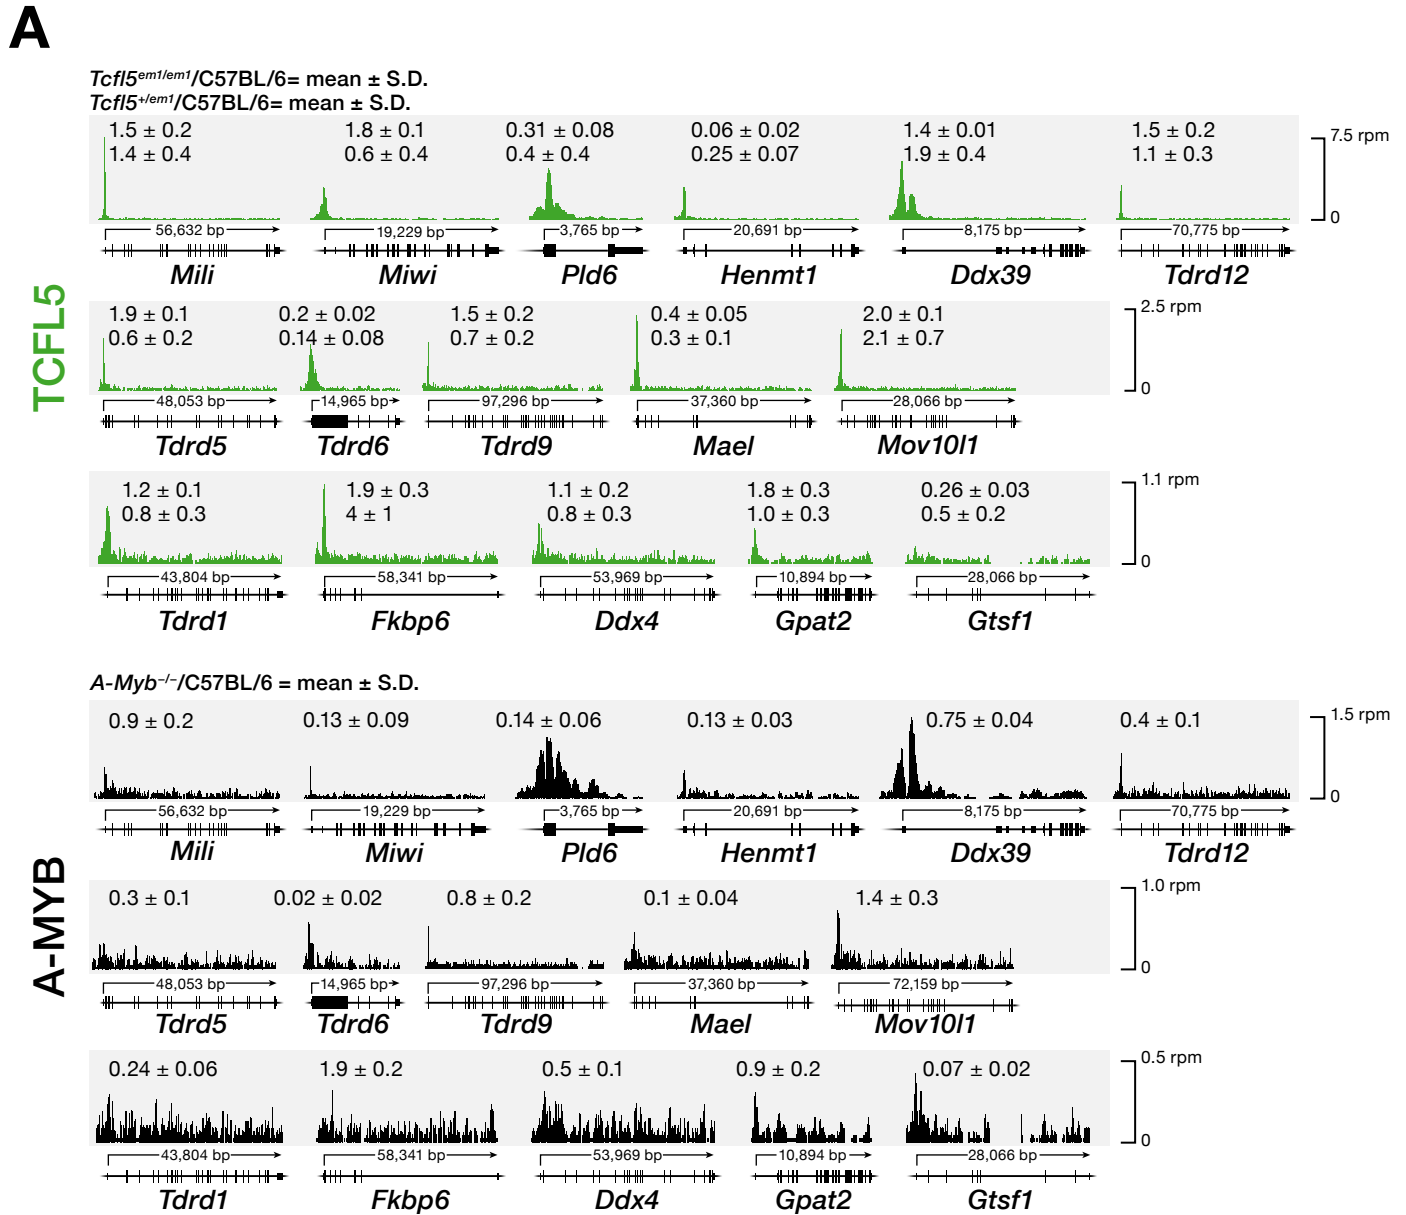 A
Tcfl5em1/em1/C57BL/6= mean ± S.D.
Tcfl5+/em1/C57BL/6= mean ± S.D.
TCFL5
1.5 ± 0.2 1.8 ± 0.1 0.31 ± 0.08 0.06 ± 0.02 1.4 ± 0.01 1.5 ± 0.2 7.5 rpm
1.4 ± 0.4 0.6 ± 0.4 0.4 ± 0.4 0.25 ± 0.07 1.9 ± 0.4 1.1 ± 0.3
0
56,632 bp 19,229 bp 3,765 bp 20,691 bp 8,175 bp 70,775 bp
Mili Miwi Pld6 Henmt1 Ddx39 Tdrd12
1.9 ± 0.1 0.2 ± 0.02 1.5 ± 0.2 0.4 ± 0.05 2.0 ± 0.1 2.5 rpm
0.6 ± 0.2 0.14 ± 0.08 0.7 ± 0.2 0.3 ± 0.1 2.1 ± 0.7
0
48,053 bp 14,965 bp 97,296 bp 37,360 bp 28,066 bp
Tdrd5 Tdrd6 Tdrd9 Mael Mov10l1
1.2 ± 0.1 1.9 ± 0.3 1.1 ± 0.2 1.8 ± 0.3 0.26 ± 0.03 1.1 rpm
0.8 ± 0.3 4 ± 1 0.8 ± 0.3 1.0 ± 0.3 0.5 ± 0.2
0
43,804 bp 58,341 bp 53,969 bp 10,894 bp 28,066 bp
Tdrd1 Fkbp6 Ddx4 Gpat2 Gtsf1
A-Myb−/−/C57BL/6 = mean ± S.D.
A-MYB
0.9 ± 0.2 0.13 ± 0.09 0.14 ± 0.06 0.13 ± 0.03 0.75 ± 0.04 0.4 ± 0.1 1.5 rpm
0
56,632 bp 19,229 bp 3,765 bp 20,691 bp 8,175 bp 70,775 bp
Mili Miwi Pld6 Henmt1 Ddx39 Tdrd12
0.3 ± 0.1 0.02 ± 0.02 0.8 ± 0.2 0.1 ± 0.04 1.4 ± 0.3 1.0 rpm
0
48,053 bp 14,965 bp 97,296 bp 37,360 bp 72,159 bp
Tdrd5 Tdrd6 Tdrd9 Mael Mov10l1
0.24 ± 0.06 1.9 ± 0.2 0.5 ± 0.1 0.9 ± 0.2 0.07 ± 0.02 0.5 rpm
0
43,804 bp 58,341 bp 53,969 bp 10,894 bp 28,066 bp
Tdrd1 Fkbp6 Ddx4 Gpat2 Gtsf1